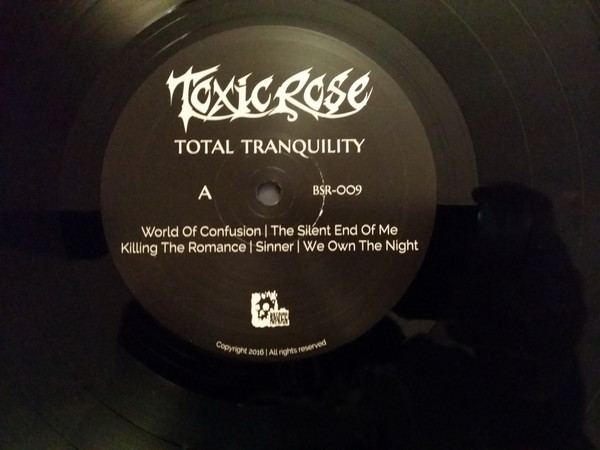 ToxicRose
TOTAL TRANQUILITY
A
BSR-009
World Of Confusion | The Silent End Of Me
Killing The Romance | Sinner | We Own The Night
Copyright 2016 | All rights reserved